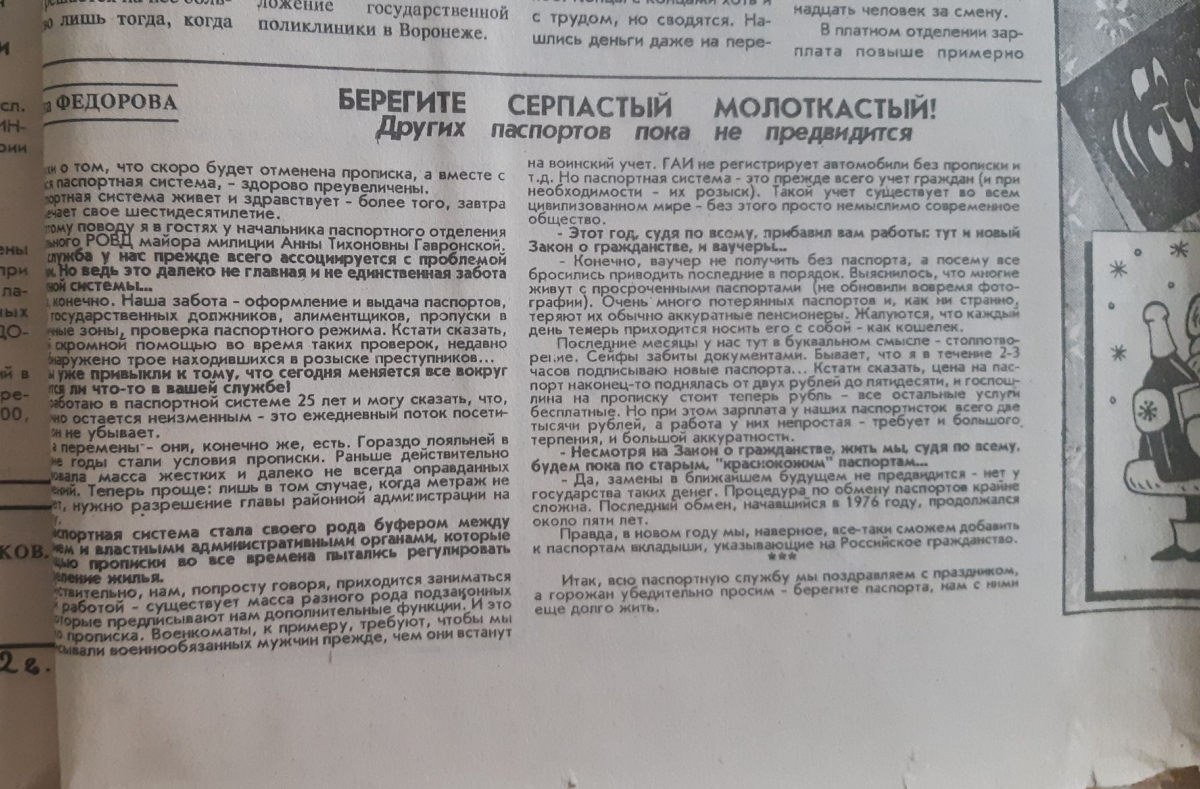 о лишь тогда, когда
ложение государственной
поликлиники в Воронеже.
с трудом, но сводятся. На-
шлись деньги даже на пере-
надцать человек за смену.
В платном отделении зар-
плата повыше примерно
ФЕДОРОВА
БЕРЕГИТЕ СЕРПАСТЫЙ МОЛОТКАСТЫЙ!
Других паспортов пока не предвидится
о том, что скоро будет отменена прописка, а вместе с
паспортная система, - здорово преувеличены.
ортная система живет и здравствует - более того, завтра
ечает свое шестидесятилетие.
тому поводу я в гостях у начальника паспортного отделения
ного РОВД майора милиции Анны Тихоновны Гавронской.
служба у нас прежде всего ассоциируется с проблемой
Но ведь это далеко не главная и не единственная забота
ной системы...
конечно. Наша забота - оформление и выдача паспортов,
государственных должников, алиментщиков, пропуски в
ные зоны, проверка паспортного режима. Кстати сказать,
скромной помощью во время таких проверок, недавно
наружено трое находившихся в розыске преступников...
уже привыкли к тому, что сегодня меняется все вокруг
ли что-то в вашей службе!
аботаю в паспортной системе 25 лет и могу сказать, что,
но остается неизменным - это ежедневный поток посети-
он не убывает.
а перемены - они, конечно же, есть. Гораздо лояльней в
годы стали условия прописки. Раньше действительно
овала масса жестких и далеко не всегда оправданных
ений. Теперь проще: лишь в том случае, когда метраж не
ет, нужно разрешение главы районной администрации на
спортная система стала своего рода буфером между
и властными административными органами, которые
щью прописки во все времена пытались регулировать
еление жилья.
ствительно, нам, попросту говоря, приходится заниматься
работой - существует масса разного рода подзаконных
оторые предписывают нам дополнительные функции. И это
прописка. Военкоматы, к примеру, требуют, чтобы мы
сывали военнообязанных мужчин прежде, чем они встанут
на воинский учет. ГАИ не регистрирует автомобили без прописки и
т.д. Но паспортная система - это прежде всего учет граждан (и при
необходимости - их розыск). Такой учет существует во всем
цивилизованном мире - без этого просто немыслимо современное
общество.
- Этот год, судя по всему, прибавил вам работы: тут и новый
Закон о гражданстве, и ваучеры...
- Конечно, ваучер не получить без паспорта, а посему все
бросились приводить последние в порядок. Выяснилось, что многие
живут с просроченными паспортами (не обновили вовремя фото-
графии). Очень много потерянных паспортов и, как ни странно,
теряют их обычно аккуратные пенсионеры. Жалуются, что каждый
день теперь приходится носить его с собой - как кошелек.
Последние месяцы у нас тут в буквальном смысле - столпотво-
рение. Сейфы забиты документами. Бывает, что я в течение 2-3
часов подписываю новые паспорта... Кстати сказать, цена на пас-
порт наконец-то поднялась от двух рублей до пятидесяти, и госпош-
лина на прописку стоит теперь рубль - все остальные услуги
бесплатные. Но при этом зарплата у наших паспортисток всего две
тысячи рублей, а работа у них непростая - требует и большого
терпения, и большой аккуратности.
- Несмотря на Закон о гражданстве, жить мы, судя по всему,
будем пока по старым, "краснокожим" паспортам...
- Да, замены в ближайшем будущем не предвидится - нет у
государства таких денег. Процедура по обмену паспортов крайне
сложна. Последний обмен, начавшийся в 1976 году, продолжался
около пяти лет.
Правда, в новом году мы, наверное, все-таки сможем добавить
к паспортам вкладыши, указывающие на Российское гражданство.
***
Итак, всю паспортную службу мы поздравляем с праздником,
а горожан убедительно просим - берегите паспорта, нам с ними
еще долго жить.
КОВ.
2 г.